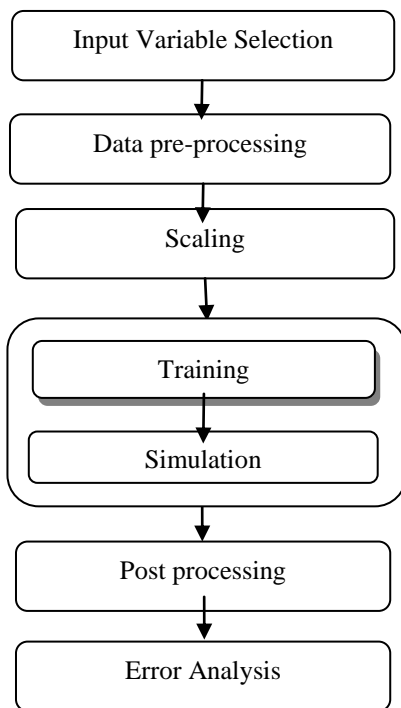 Input Variable Selection
Data pre-processing
Scaling
Training
Simulation
Post processing
Error Analysis